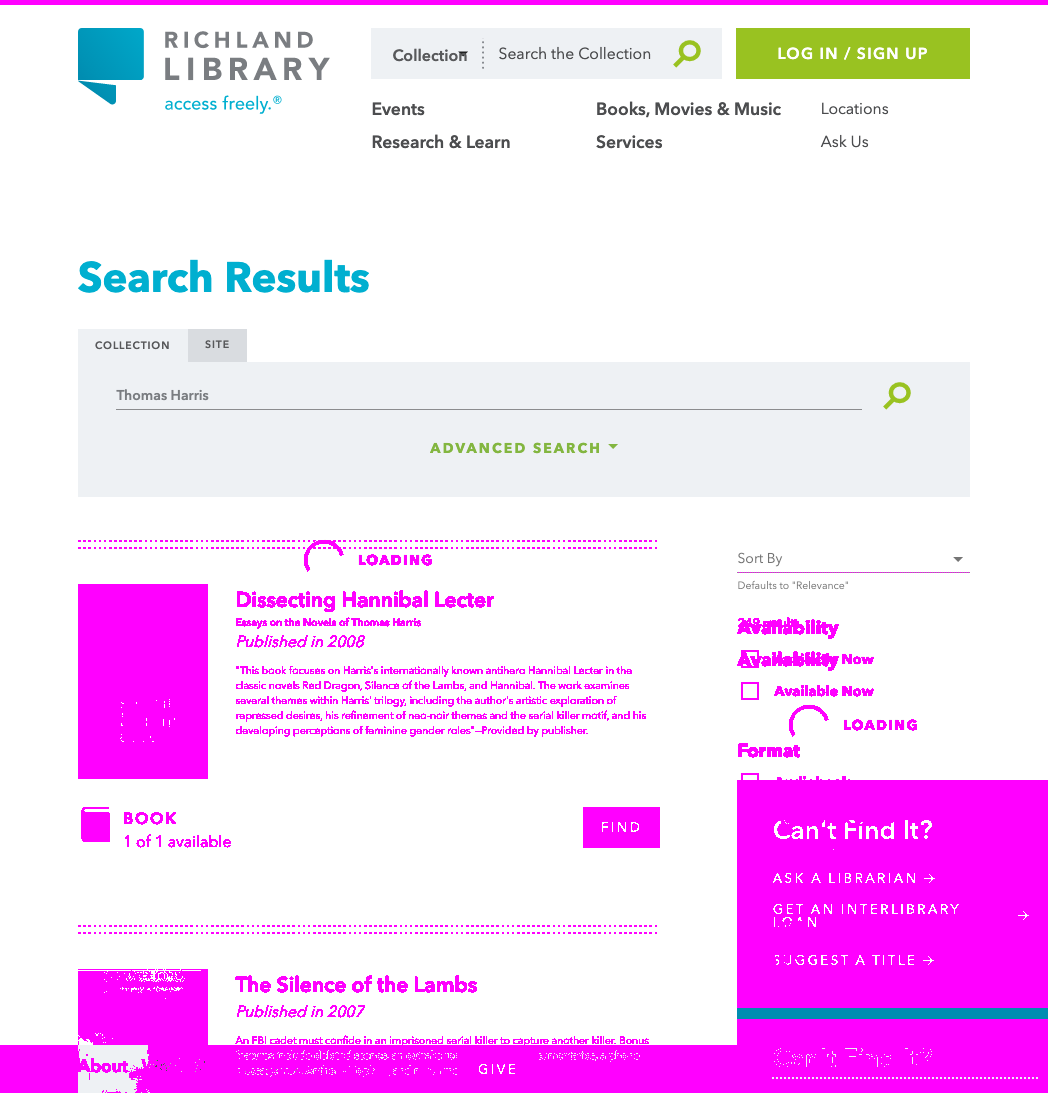 RICHLAND
LIBRARY
access freely.®
Collection
Search the Collection
LOG IN / SIGN UP
Events
Books, Movies & Music
Locations
Research & Learn
Services
Ask Us
Search Results
COLLECTION
SITE
Thomas Harris
ADVANCED SEARCH
LOADING
Dissecting Hannibal Lecter
Essays on the Novels of Thomas Harris
Published in 2008
"This book focuses on Harris's internationally known antihero Hannibal Lecter in the
classic novels Red Dragon, Silence of the Lambs, and Hannibal. The work examines
several themes within Harris' trilogy, including the author's artistic exploration of
repressed desires, his refinement of neo-noir themes and the serial killer motif, and his
developing perceptions of feminine gender roles"--Provided by publisher.
BOOK
1 of 1 available
FIND
The Silence of the Lambs
Published in 2007
An FBI cadet must confide in an imprisoned serial killer to capture another killer. Bonus
About
GIVE
Sort By
Defaults to "Relevance"
Availability
Availability
Now
Available Now
LOADING
Format
Audiobook
Can't Find It?
ASK A LIBRARIAN →
GET AN INTERLIBRARY
LOAN →
SUGGEST A TITLE →
Can't Find It?